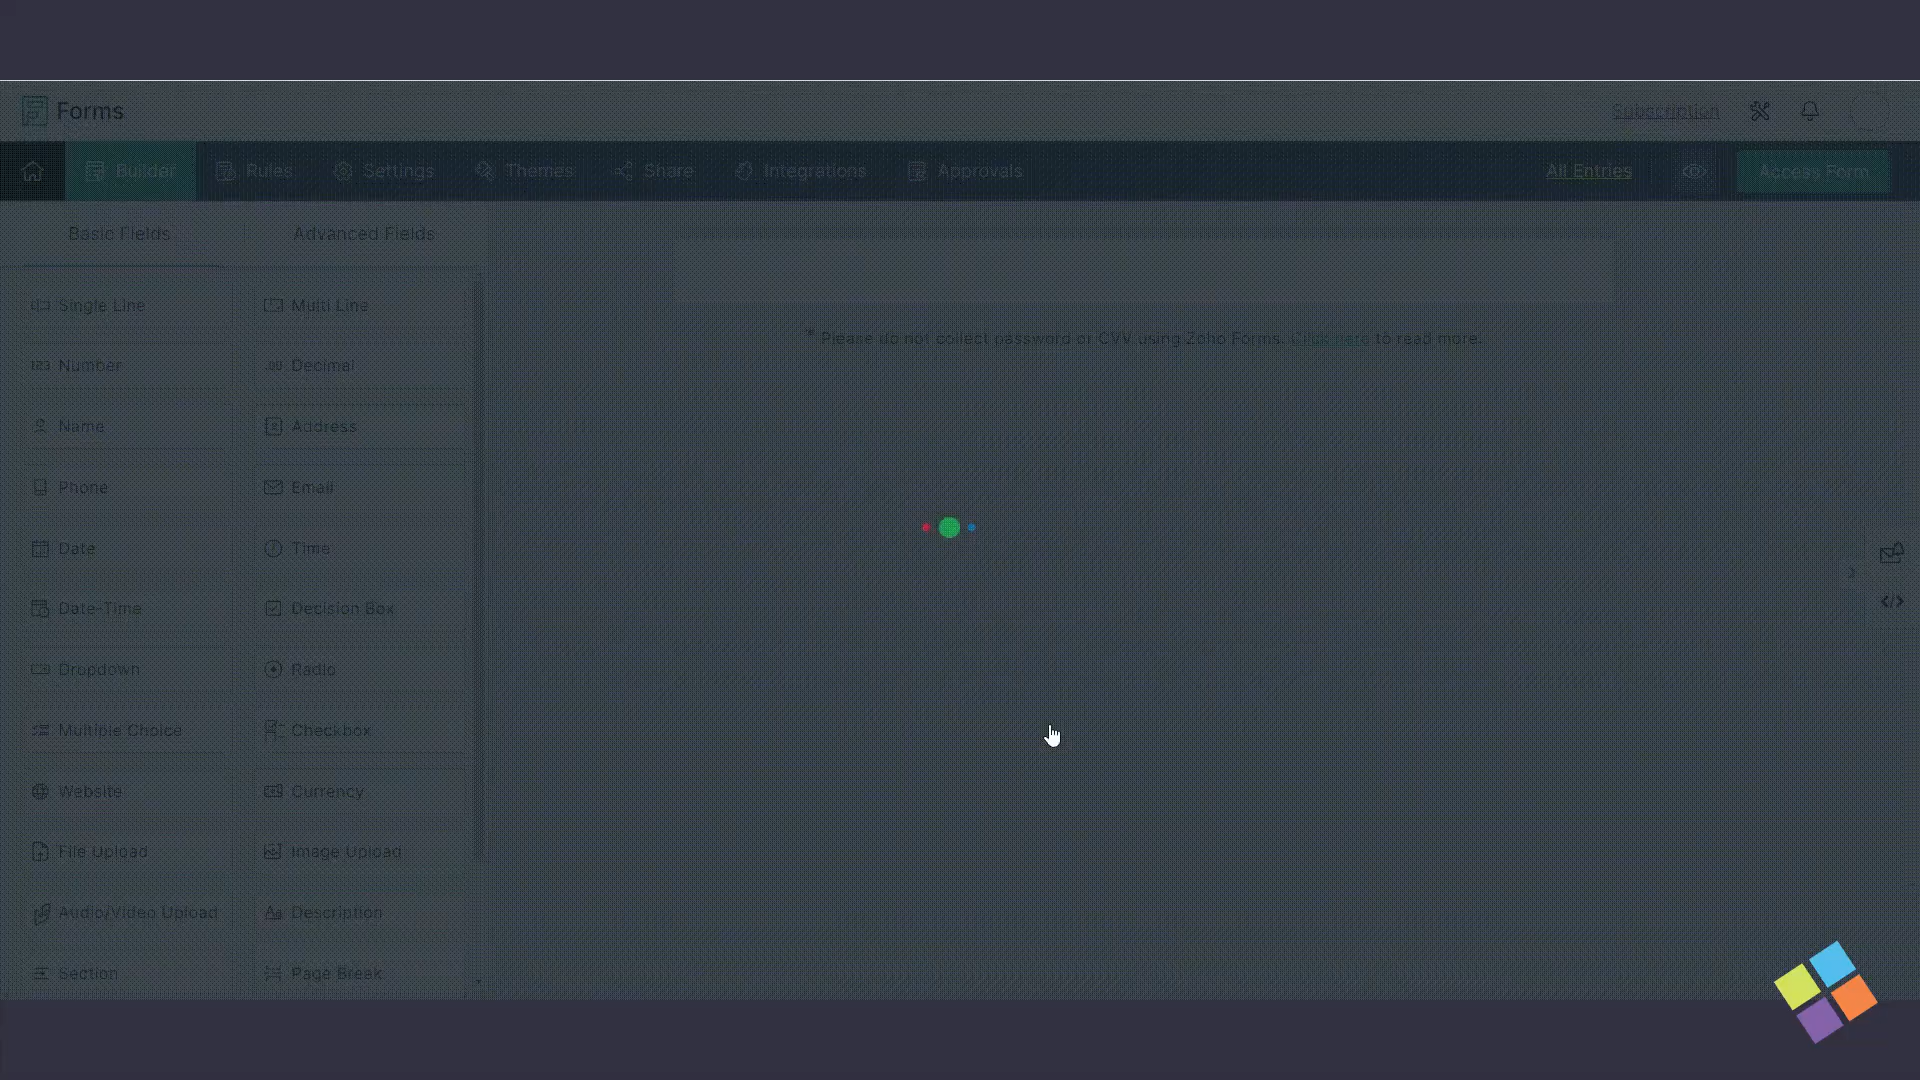 Forms
Subscription
Builder
Rules
Settings
Themes
Share
Integrations
Approvals
All Entries
Access Form
Basic Fields
Advanced Fields
Single Line
Multi Line
* Please do not collect password or CVV using Zoho Forms. Click here to read more.
Number
Decimal
Name
Address
Phone
Email
Date
Time
Date-Time
Decision Box
Dropdown
Radio
Multiple Choice
Checkbox
Website
Currency
File Upload
Image Upload
Audio/Video Upload
Description
Section
Page Break